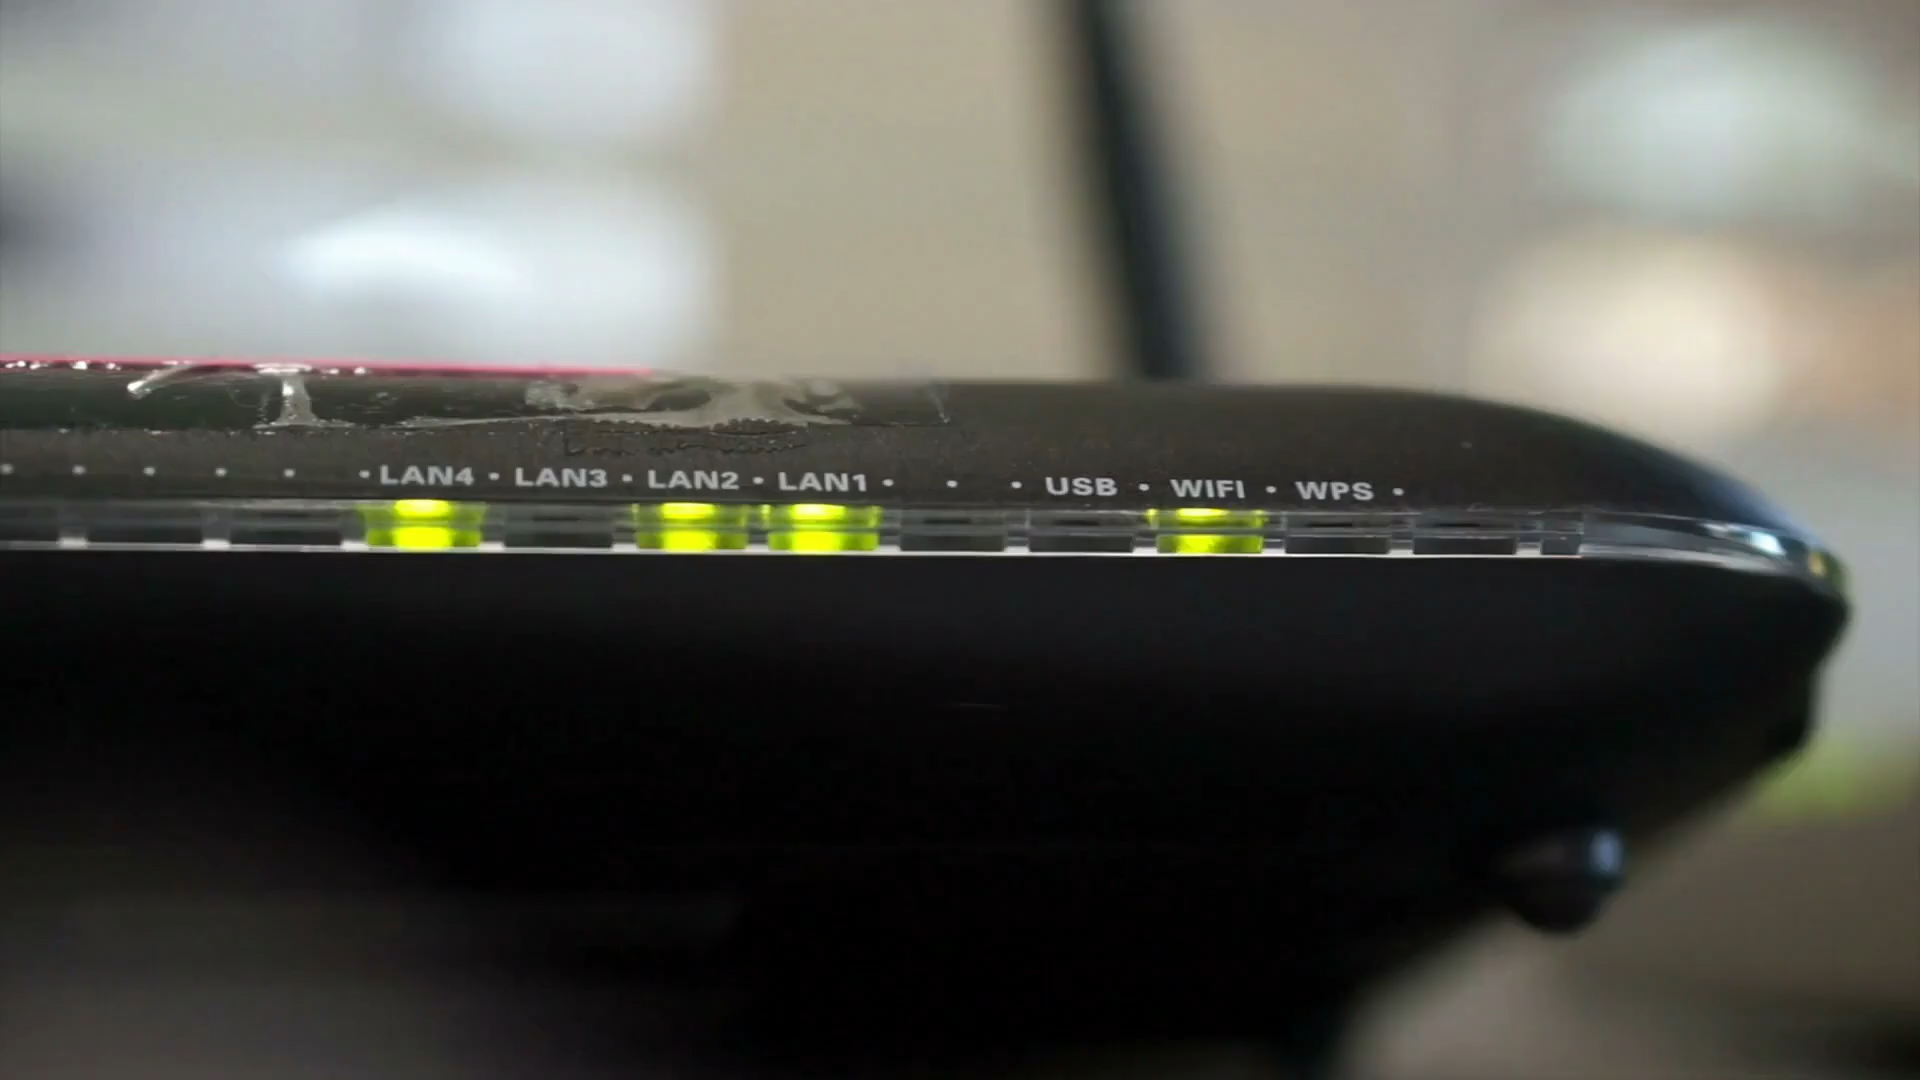 • • • • • •LAN4 • LAN3 • LAN2 • LAN1 • • • USB • WIFI • WPS •